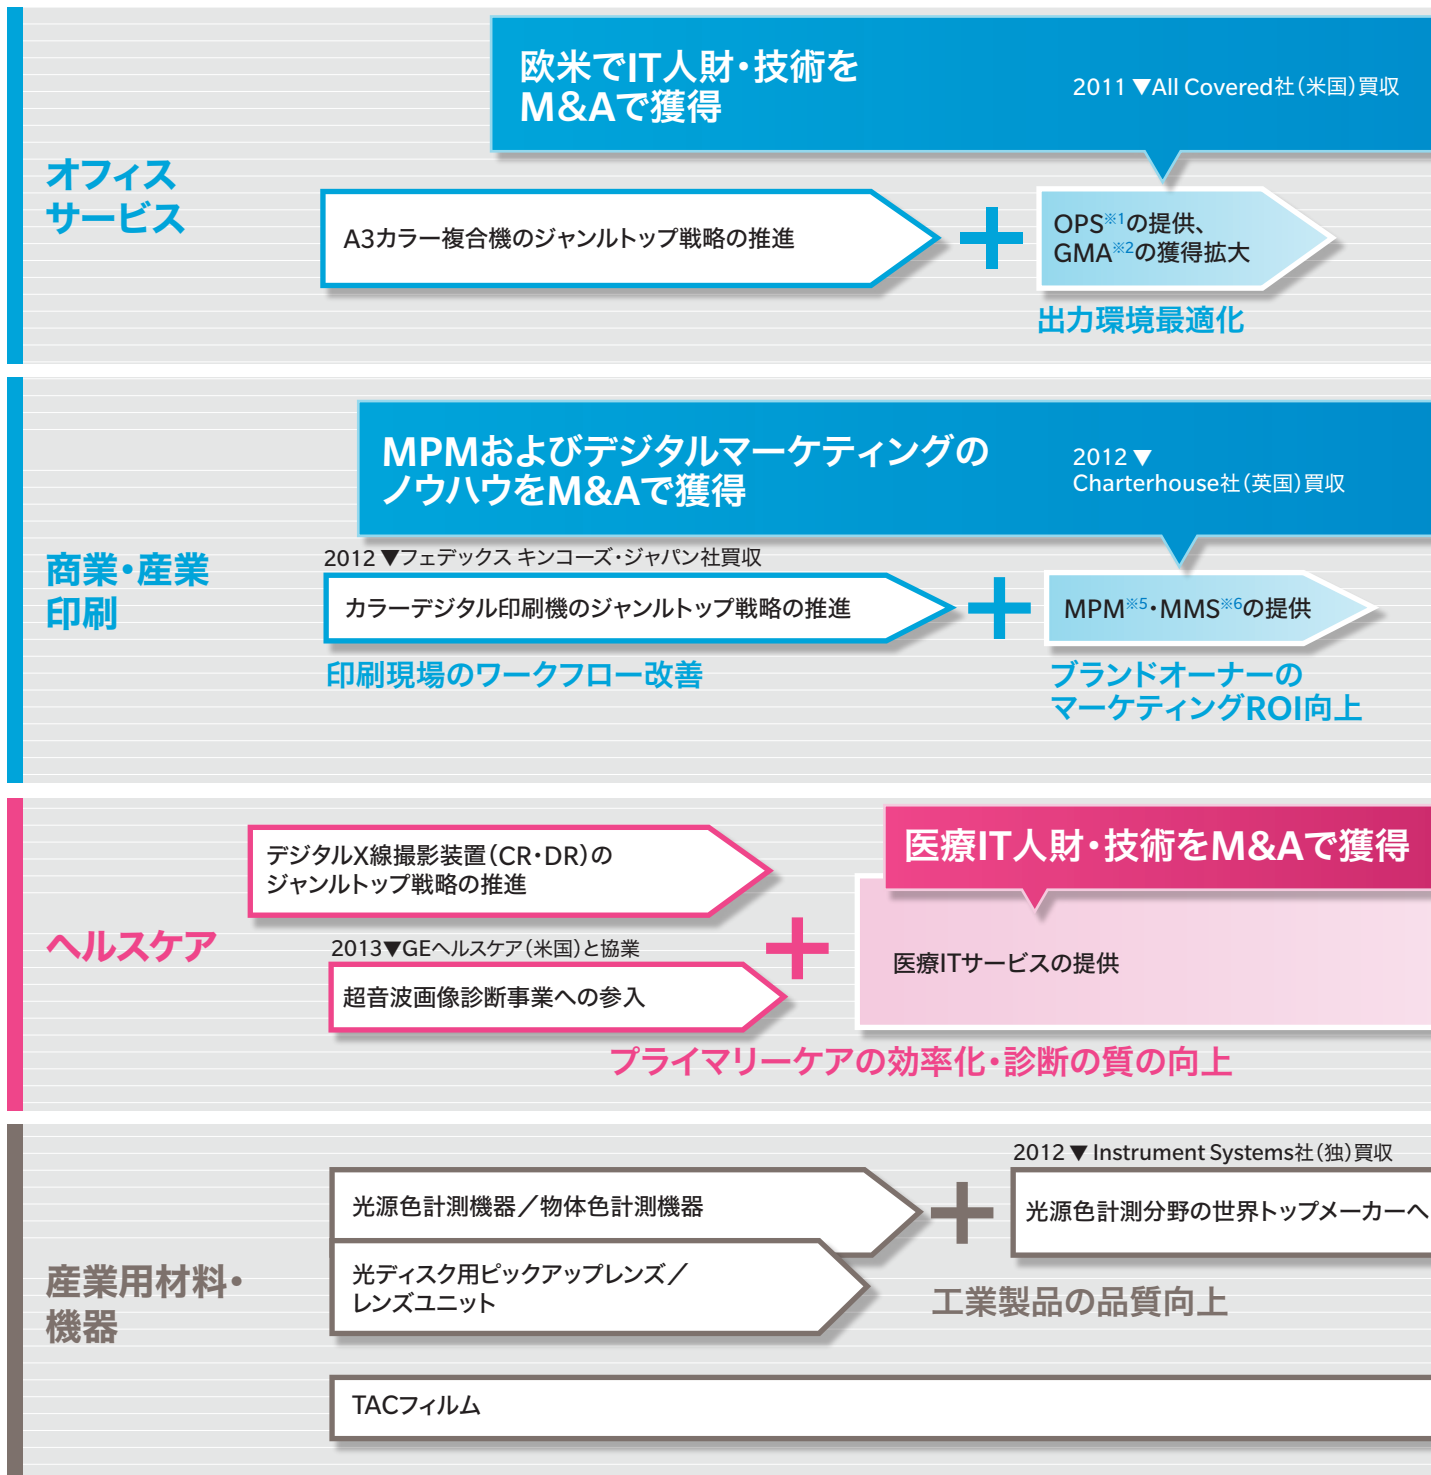 欧米でIT人財・技術を
M&Aで獲得
2011 ▼All Covered社（米国）買収
オフィス
サービス
A3カラー複合機のジャンルトップ戦略の推進
OPS※1の提供、
GMA※2の獲得拡大
出力環境最適化
MPMおよびデジタルマーケティングの
ノウハウをM&Aで獲得
2012 ▼
Charterhouse社（英国）買収
商業・産業
印刷
2012 ▼フェデックス キンコーズ・ジャパン社買収
カラーデジタル印刷機のジャンルトップ戦略の推進
MPM※5・MMS※6の提供
印刷現場のワークフロー改善
ブランドオーナーの
マーケティングROI向上
医療IT人財・技術をM&Aで獲得
デジタルX線撮影装置（CR・DR）の
ジャンルトップ戦略の推進
ヘルスケア
2013▼GEヘルスケア（米国）と協業
超音波画像診断事業への参入
医療ITサービスの提供
プライマリーケアの効率化・診断の質の向上
2012 ▼ Instrument Systems社（独）買収
光源色計測機器／物体色計測機器
光源色計測分野の世界トップメーカーへ
産業用材料・
機器
光ディスク用ピックアップレンズ／
レンズユニット
工業製品の品質向上
TACフィルム